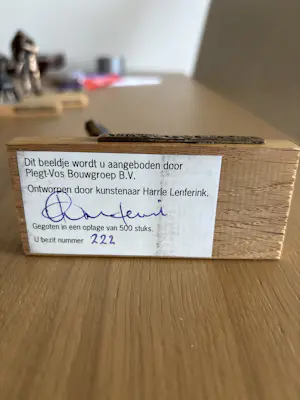 Dit beeldje wordt u aangeboden door
Plegt-Vos Bouwgroep B.V.
Ontworpen door kunstenaar Harrie Lenferink.
Gegoten in een oplage van 500 stuks.
U bezit nummer 222